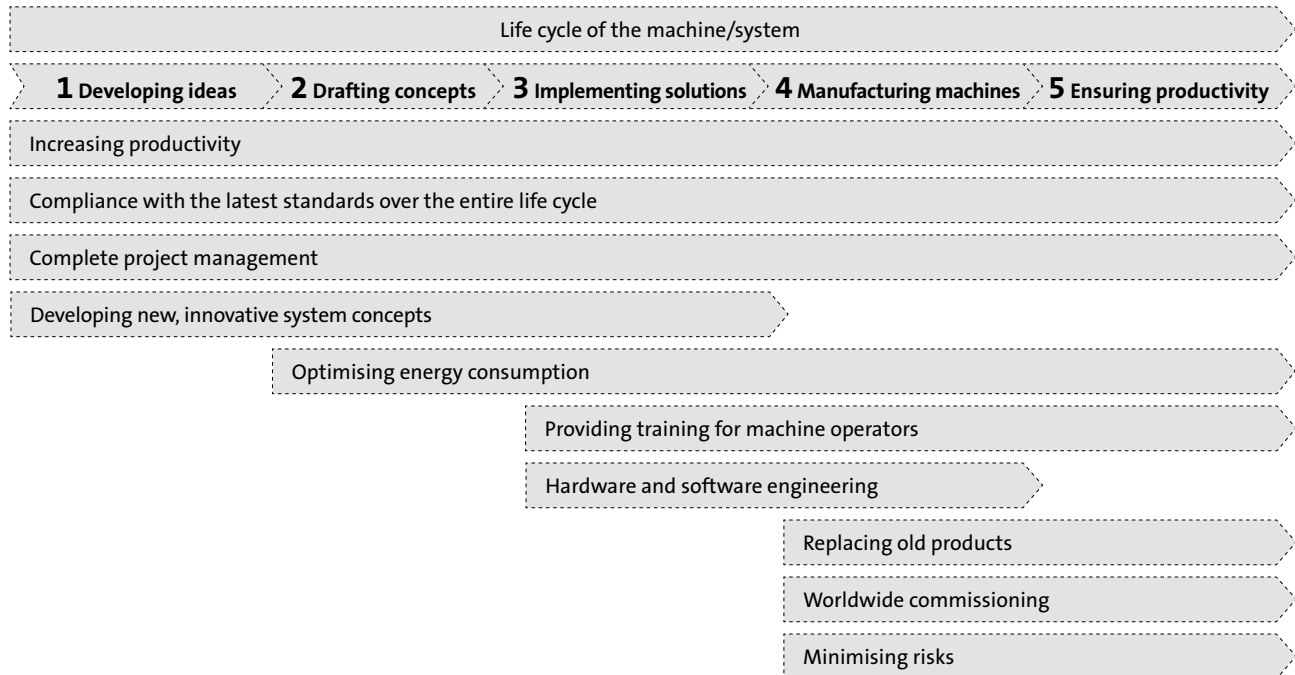 Life cycle of the machine/system
1 Developing ideas 2 Drafting concepts 3 Implementing solutions 4 Manufacturing machines 5 Ensuring productivity
Increasing productivity
Compliance with the latest standards over the entire life cycle
Complete project management
Developing new, innovative system concepts
Optimising energy consumption
Providing training for machine operators
Hardware and software engineering
Replacing old products
Worldwide commissioning
Minimising risks